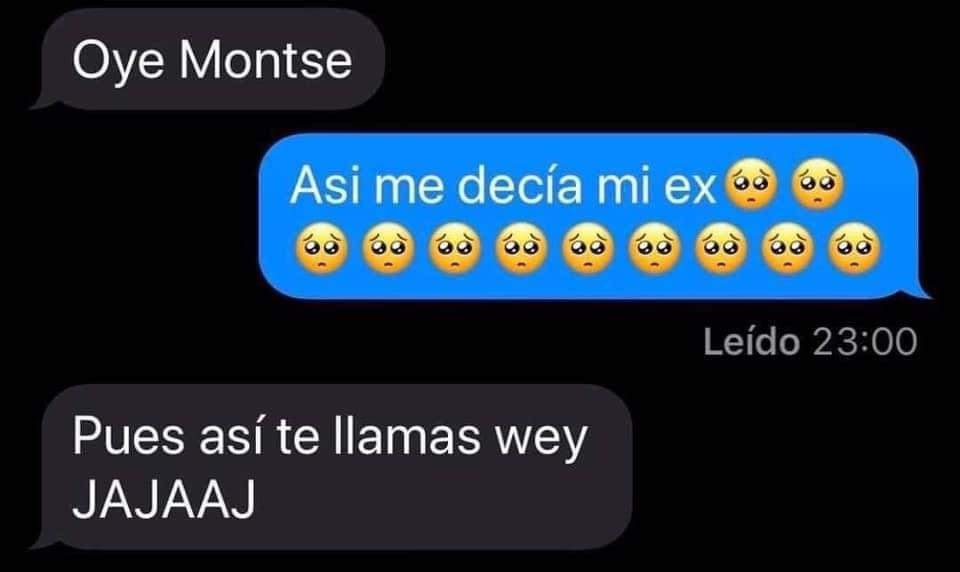 Oye Montse
Asi me decía mi ex🥺 🥺
🥺 🥺 🥺 🥺 🥺 🥺 🥺 🥺 🥺
Leído 23:00
Pues así te llamas wey
JAJAAJ